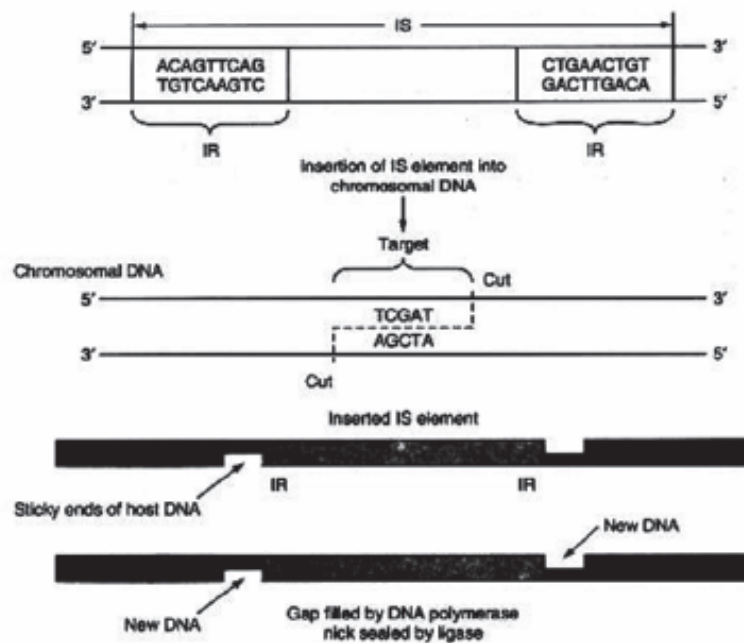 IS
5′ 3′
ACAGTTCAG CTGAACTGT
TGTCAAGTC GACTTGACA
3′ 5′
IR IR
Insertion of IS element into
chromosomal DNA
Target
Chromosomal DNA Cut
5′ 3′
TCGAT
AGCTA
3′ 5′
Cut
Inserted IS element
IR IR
Sticky ends of host DNA
New DNA
New DNA
Gap filled by DNA polymerase
nick sealed by ligase